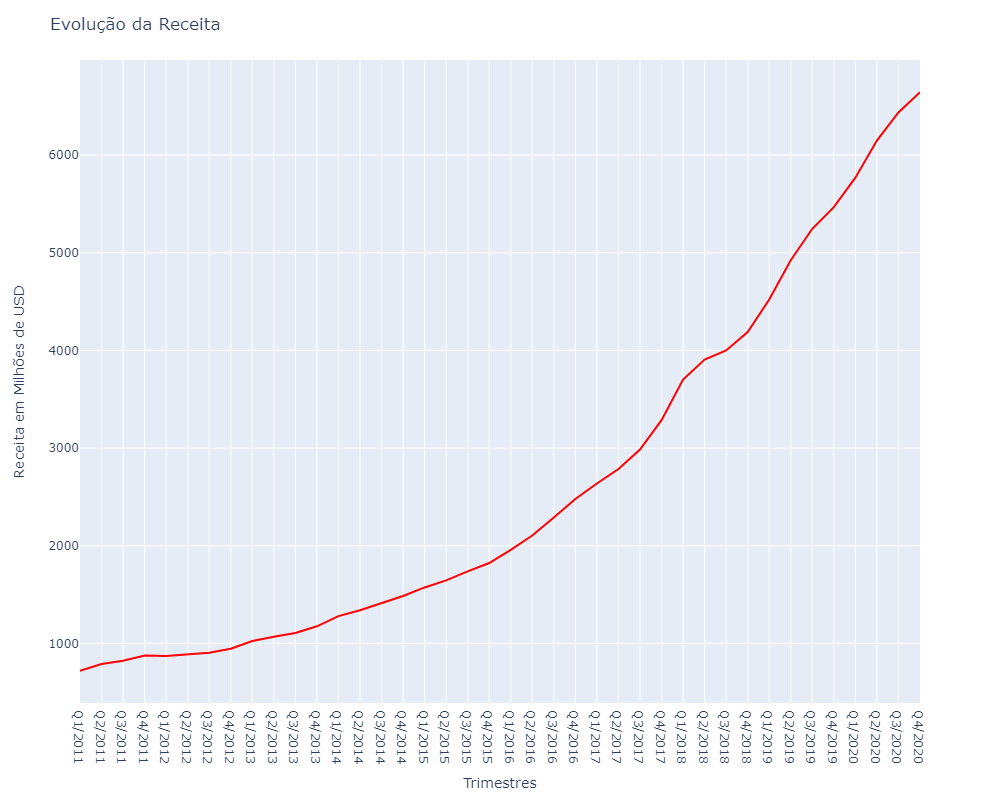 Evolução da Receita
6000
5000
4000
3000
2000
1000
Receita em Milhões de USD
Q1/2011
Q2/2011
Q3/2011
Q4/2011
Q1/2012
Q2/2012
Q3/2012
Q4/2012
Q1/2013
Q2/2013
Q3/2013
Q4/2013
Q1/2014
Q2/2014
Q3/2014
Q4/2014
Q1/2015
Q2/2015
Q3/2015
Q4/2015
Q1/2016
Q2/2016
Q3/2016
Q4/2016
Q1/2017
Q2/2017
Q3/2017
Q4/2017
Q1/2018
Q2/2018
Q3/2018
Q4/2018
Q1/2019
Q2/2019
Q3/2019
Q4/2019
Q1/2020
Q2/2020
Q3/2020
Q4/2020
Trimestres